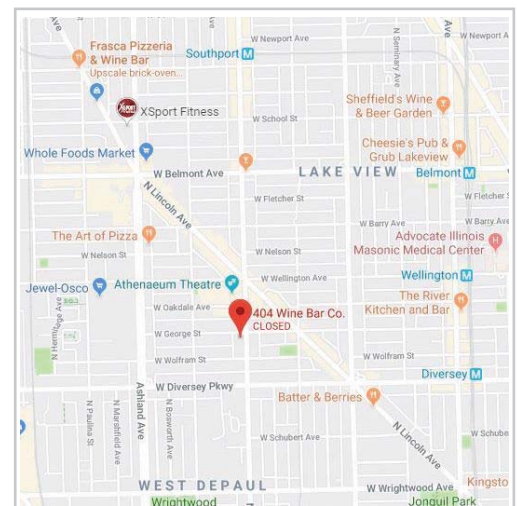 W Newport Ave
W Newport Av
Frasca Pizzeria
& Wine Bar
Upscale brick-oven...
Southport M
N Seminary Ave
Ave
XSPORT
XSport Fitness
Sheffield's Wine
& Beer Garden
W School St
Cheesie's Pub &
Grub Lakeview
Whole Foods Market
W Belmont Ave
LAKE VIEW
Belmont M
N Lincoln Ave
W Fletcher St
W Fletcher S
W Barry Ave
W Barry Ave
The Art of Pizza
Advocate Illinois
Masonic Medical Center
H
W Nelson St
W Nelson St
Jewel-Osco
Athenaeum Theatre
W Wellington Ave
Wellington M
The River
Kitchen and Bar
W Oakdale Ave
404 Wine Bar Co.
CLOSED
N Hermitage Ave
W George St
W Wolfram St
W Wolfram St
Diversey M
W Diversey Pkwy
Batter & Berries
N Paulina St
N Marshfield Ave
Ashland Ave
N Bosworth Ave
W Schubert Ave
W Schube
N Lincoln Ave
WEST DEPAUL
W Wrightwood Ave
Kingsto
Wrightwood
Jonquil Park